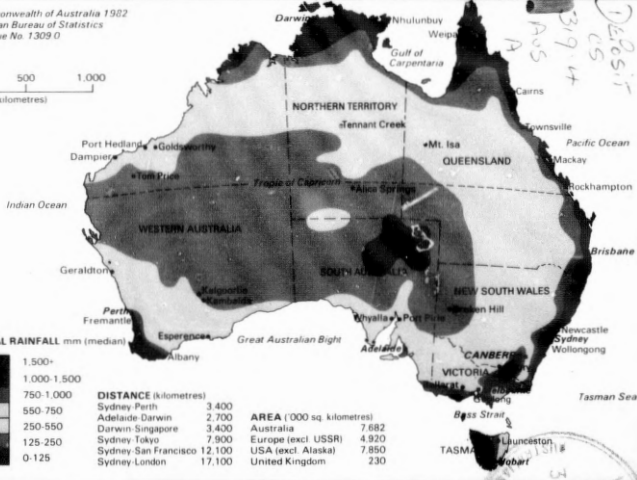 onwealth of Australia 1982
an Bureau of Statistics
e No. 1309.0
500 1,000
ilometres)
Darwin
Nhulunbuy
Weipa
Gulf of
Carpentaria
DEPOSIT
CS
319.4
AUS
A
Cairns
NORTHERN TERRITORY
Tennant Creek
Townsville
Port Hedland
Goldsworthy
Mt. Isa
Pacific Ocean
Dampier
QUEENSLAND
Mackay
Tom Price
Tropic of Capricorn
Alice Springs
Rockhampton
Indian Ocean
WESTERN AUSTRALIA
Brisbane
Geraldton
SOUTH AUSTRALIA
NEW SOUTH WALES
Kalgoorlie
Kambalda
Broken Hill
Perth
Fremantle
Whyalla
Port Pirie
Newcastle
Sydney
Wollongong
Esperence
Great Australian Bight
Adelaide
CANBERR
Albany
VICTORIA
L RAINFALL mm (median)
1,500+
1,000-1,500
750-1,000
550-750
250-550
125-250
0-125
Tasman Sea
Bass Strait
Launceston
TASMA
Hobart
DISTANCE (kilometres)
Sydney-Perth 3,400
Adelaide-Darwin 2,700
Darwin-Singapore 3,400
Sydney-Tokyo 7,900
Sydney-San Francisco 12,100
Sydney-London 17,100
AREA ('000 sq. kilometres)
Australia 7.682
Europe (excl. USSR) 4.920
USA (excl. Alaska) 7.850
United Kingdom 230